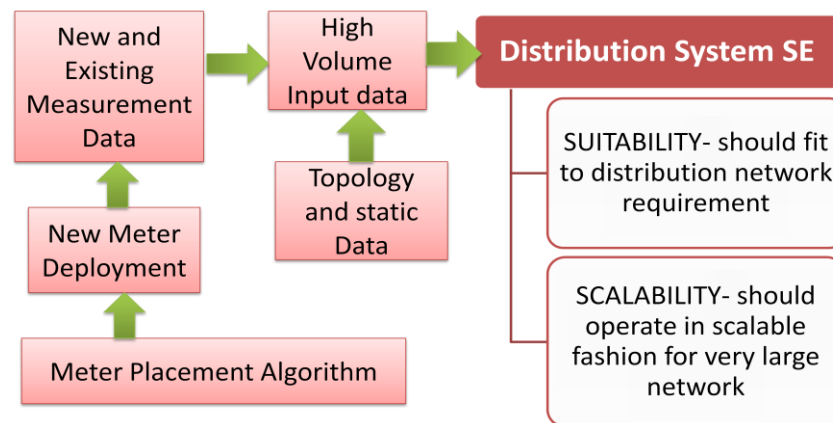 New and
Existing
Measurement
Data
High
Volume
Input data
Distribution System SE
SUITABILITY- should fit
to distribution network
requirement
Topology
and static
Data
New Meter
Deployment
SCALABILITY- should
operate in scalable
fashion for very large
network
Meter Placement Algorithm